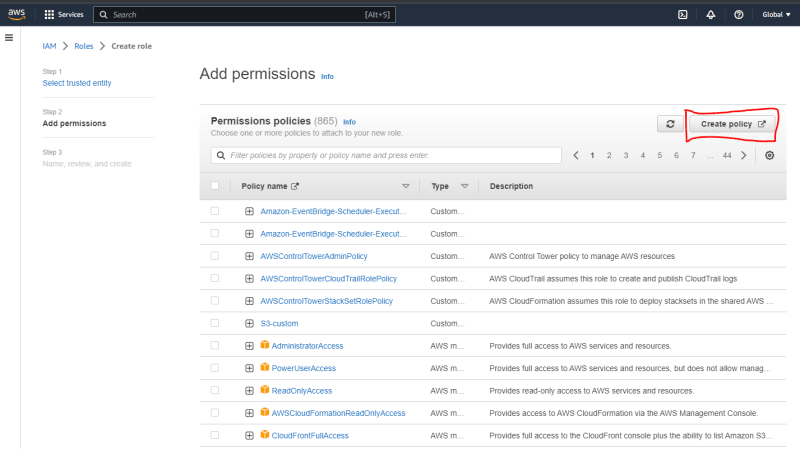 aws
Services
Search
[Alt+S]
Global
IAM > Roles > Create role
Step 1
Select trusted entity
Step 2
Add permissions
Step 3
Name, review, and create
Add permissions Info
Permissions policies (865) Info
Choose one or more policies to attach to your new role.
Create policy
Filter policies by property or policy name and press enter.
1 2 3 4 5 6 7 ... 44
Policy name Type Description
Amazon-EventBridge-Scheduler-Execut... Custom...
Amazon-EventBridge-Scheduler-Execut... Custom...
AWSControlTowerAdminPolicy Custom... AWS Control Tower policy to manage AWS resources
AWSControlTowerCloudTrailRolePolicy Custom... AWS CloudTrail assumes this role to create and publish CloudTrail logs
AWSControlTowerStackSetRolePolicy Custom... AWS CloudFormation assumes this role to deploy stacksets in the shared AWS ...
S3-custom Custom...
AdministratorAccess AWS m... Provides full access to AWS services and resources.
PowerUserAccess AWS m... Provides full access to AWS services and resources, but does not allow manag...
ReadOnlyAccess AWS m... Provides read-only access to AWS services and resources.
AWSCloudFormationReadOnlyAccess AWS m... Provides access to AWS CloudFormation via the AWS Management Console.
CloudFrontFullAccess AWS m... Provides full access to the CloudFront console plus the ability to list Amazon S3...